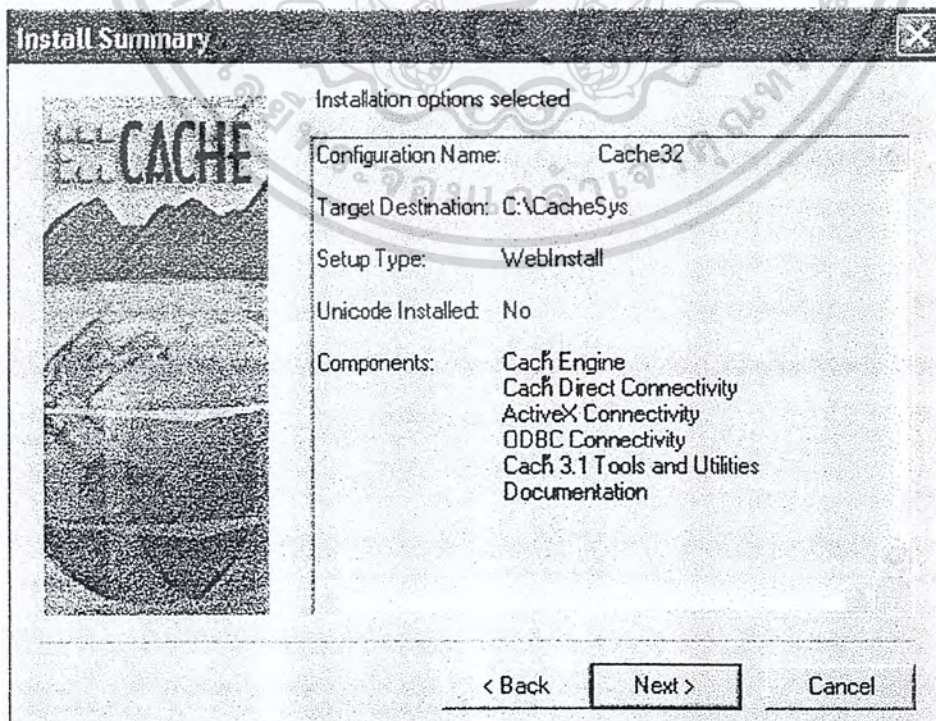 Install Summary
CACHE
Installation options selected
Configuration Name: Cache32
Target Destination: C:\CacheSys
Setup Type: WebInstall
Unicode Installed: No
Components: Cach ็ Engine
Cach ็ Direct Connectivity
ActiveX Connectivity
ODBC Connectivity
Cach ็ 3.1 Tools and Utilities
Documentation
< Back
Next >
Cancel